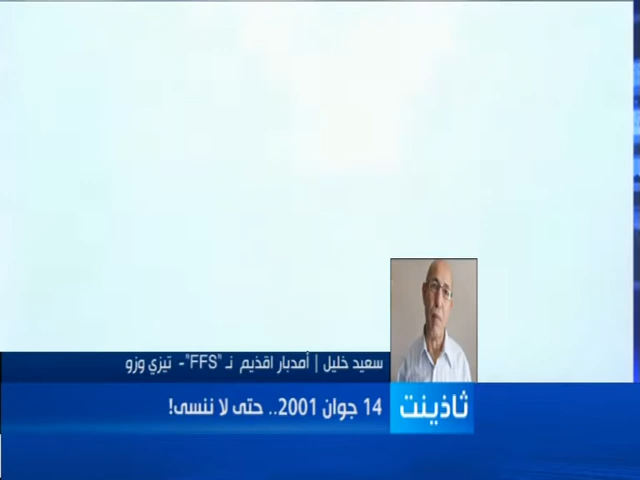 سعيد خليل | أمدبار اقذيم نـ "FFS"- تيزي وزو
ثاذينت
14 جوان 2001.. حتى لا ننسى!